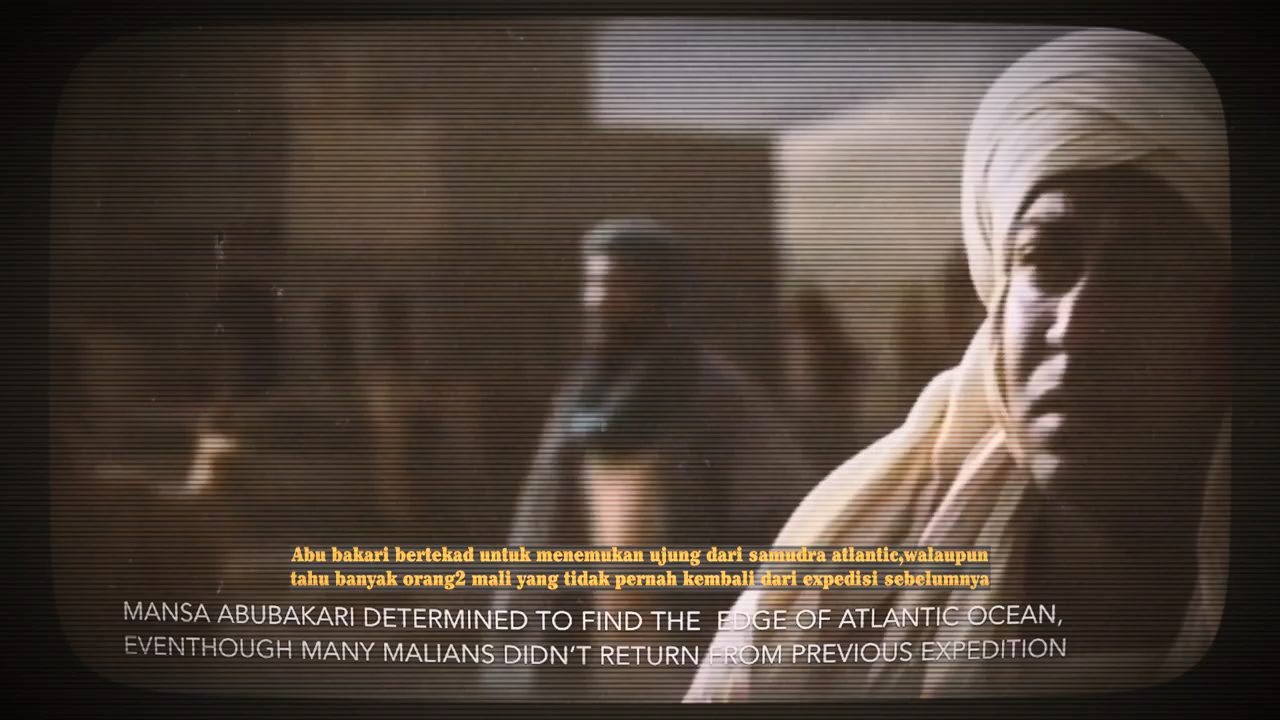 Abu bakari bertekad untuk menemukan ujung dari samudra atlantic,walaupun
tahu banyak orang2 mali yang tidak pernah kembali dari expedisi sebelumnya
MANSA ABUBAKARI DETERMINED TO FIND THE EDGE OF ATLANTIC OCEAN,
EVENTHOUGH MANY MALIANS DIDN'T RETURN FROM PREVIOUS EXPEDITION